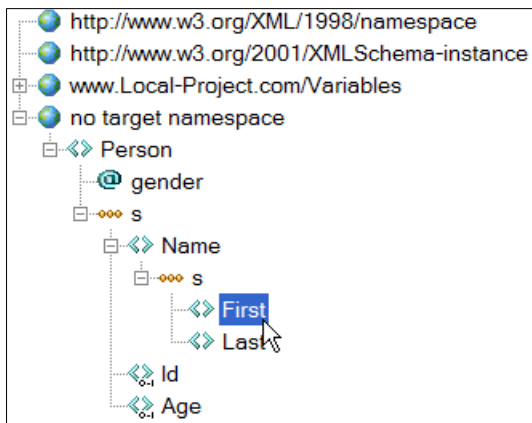 http://www.w3.org/XML/1998/namespace
http://www.w3.org/2001/XMLSchema-instance
www.Local-Project.com/Variables
no target namespace
Person
gender
s
Name
s
First
Last
Id
Age